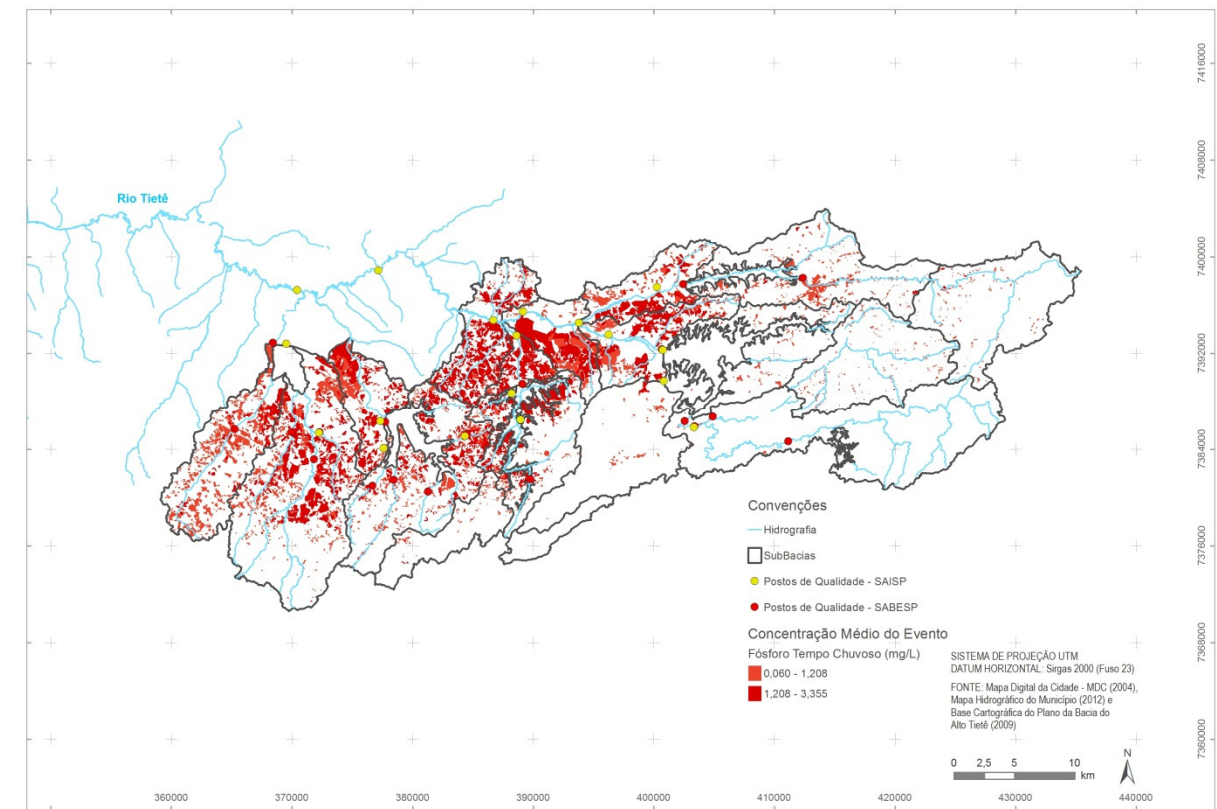 7416000
7408000
Rio Tietê
7400000
7392000
7384000
7376000
7368000
7360000
Convenções
Hidrografia
SubBacias
Postos de Qualidade - SAISP
Postos de Qualidade - SABESP
Concentração Médio do Evento
Fósforo Tempo Chuvoso (mg/L)
0,060 - 1,208
1,208 - 3,355
SISTEMA DE PROJEÇÃO UTM
DATUM HORIZONTAL: Sirgas 2000 (Fuso 23)
FONTE: Mapa Digital da Cidade - MDC (2004),
Mapa Hidrográfico do Município (2012) e
Base Cartográfica do Plano da Bacia do
Alto Tietê (2009)
N
0 2,5 5 10
km
360000 370000 380000 390000 400000 410000 420000 430000 440000